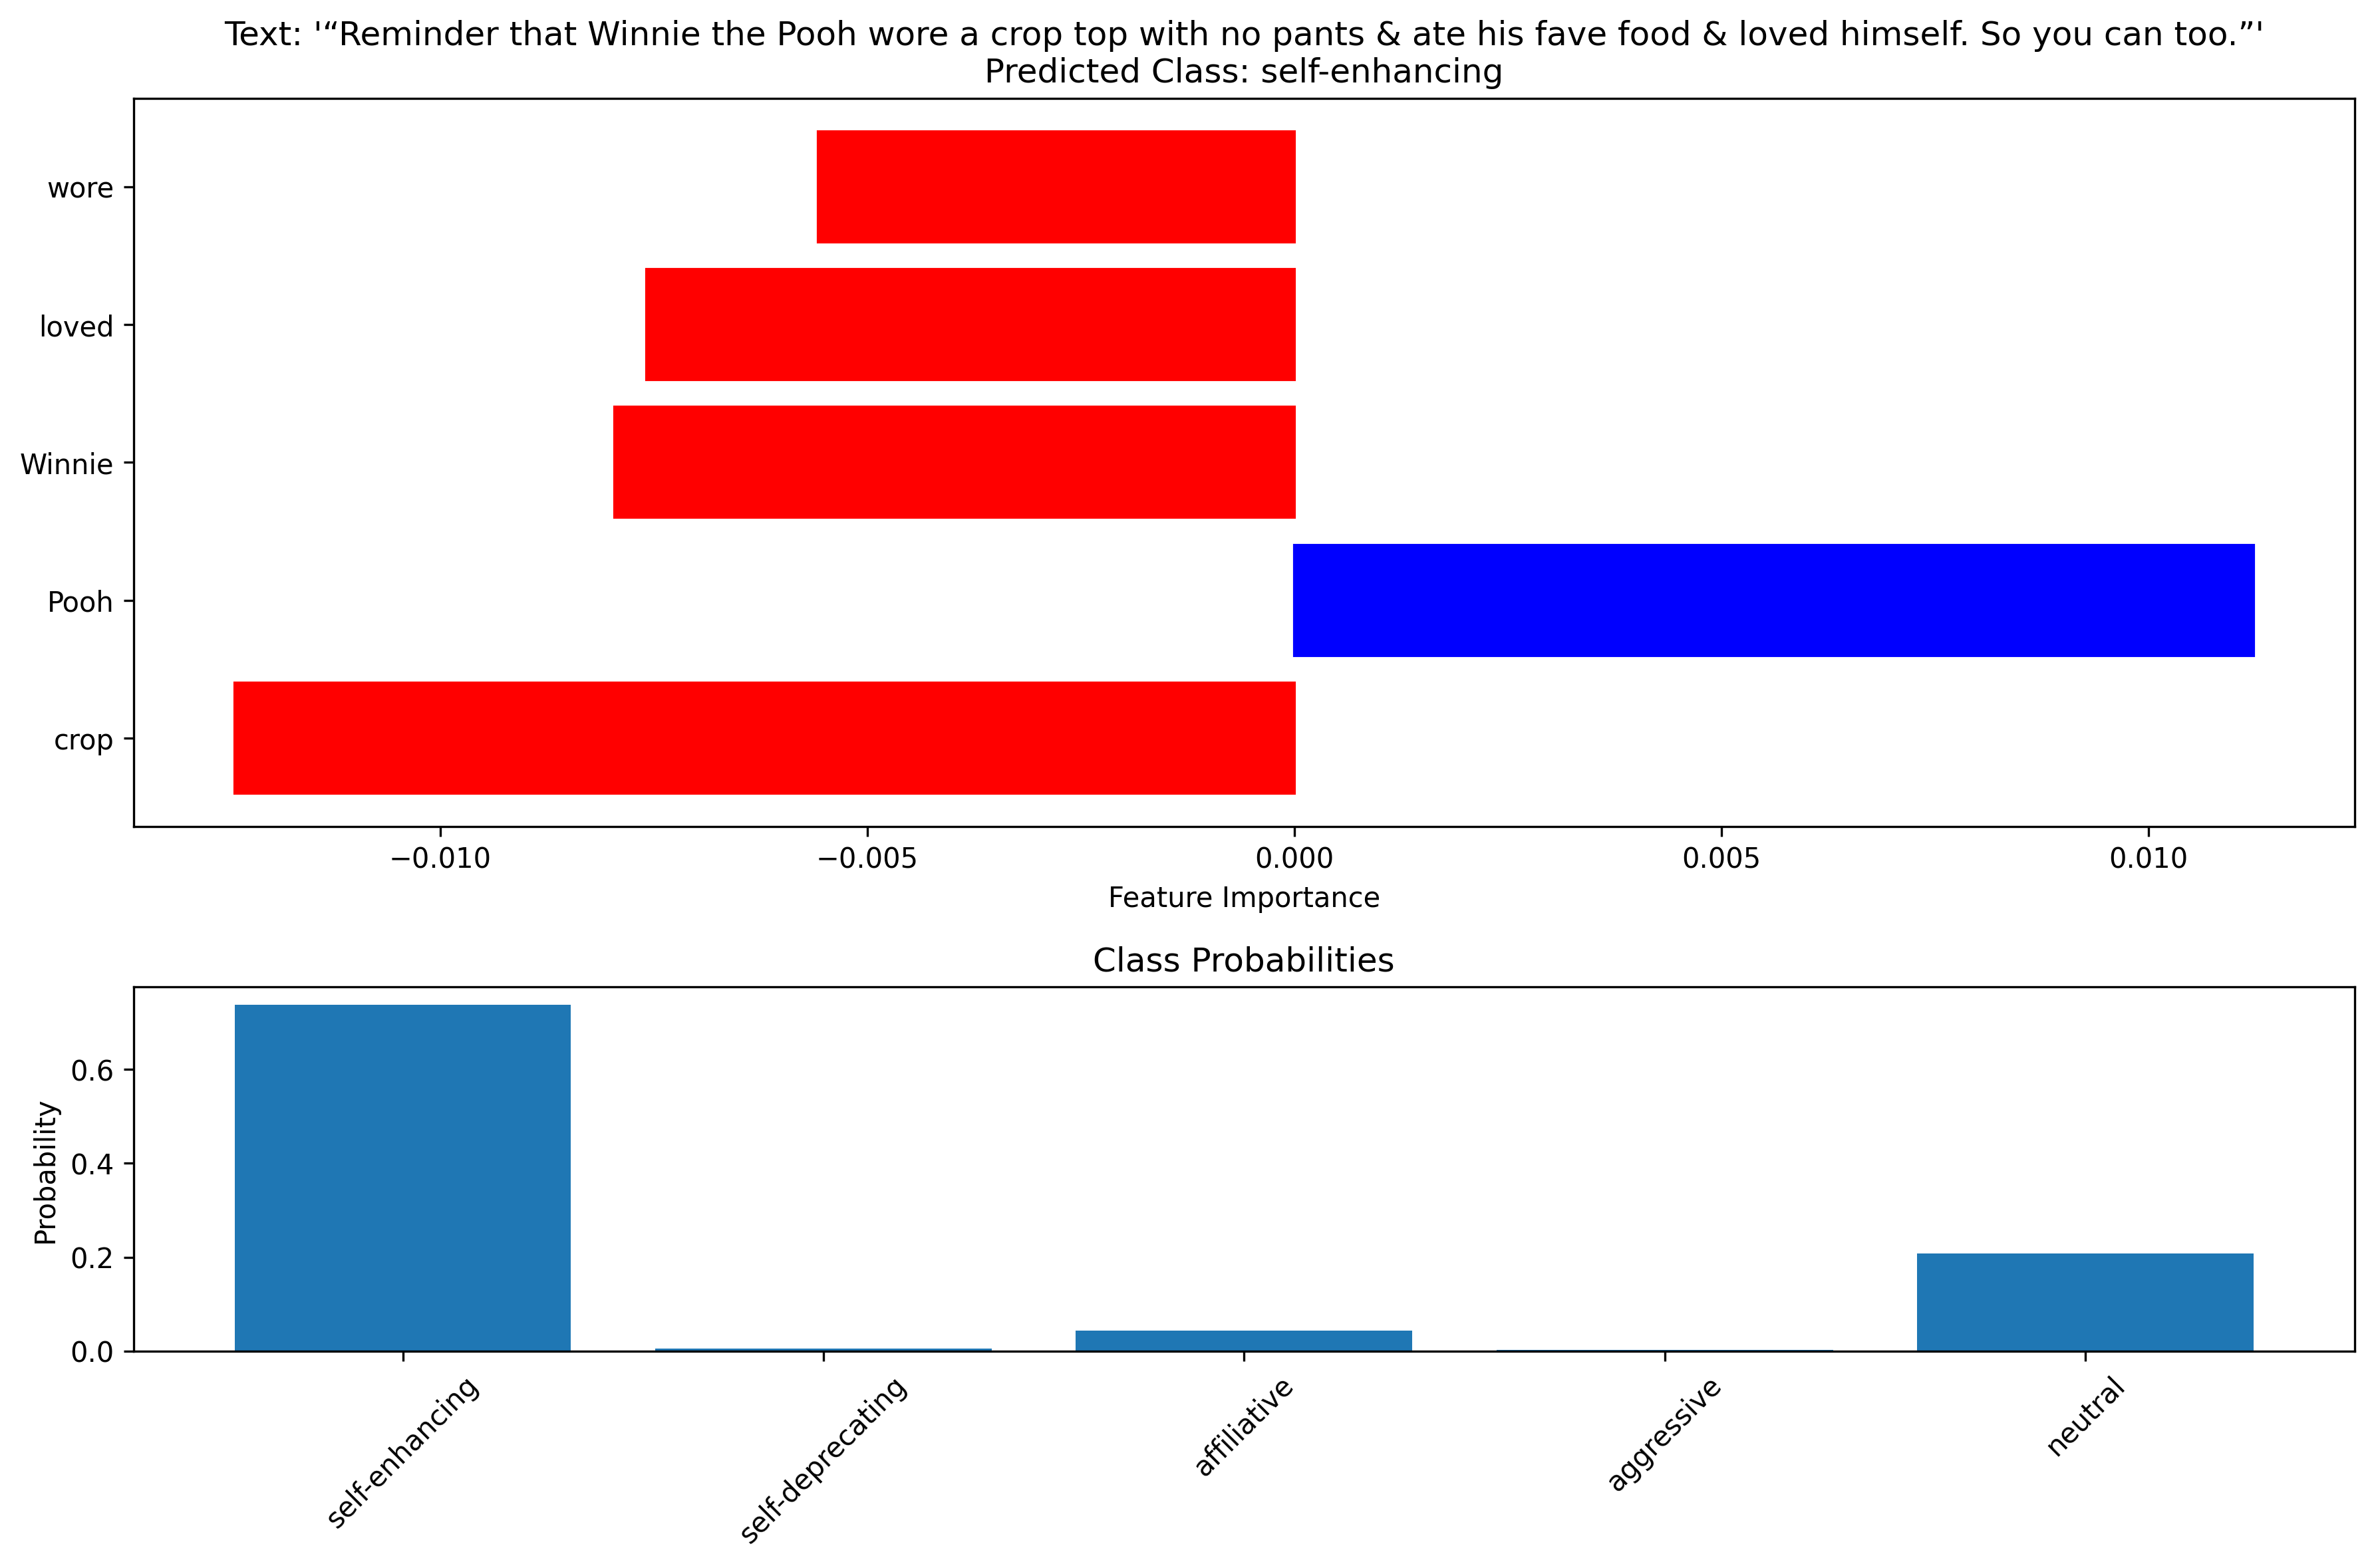 Text: '“Reminder that Winnie the Pooh wore a crop top with no pants & ate his fave food & loved himself. So you can too.”'
Predicted Class: self-enhancing
wore
loved
Winnie
Pooh
crop
−0.010
−0.005
0.000
0.005
0.010
Feature Importance
Class Probabilities
Probability
0.6
0.4
0.2
0.0
self-enhancing
self-deprecating
affiliative
aggressive
neutral